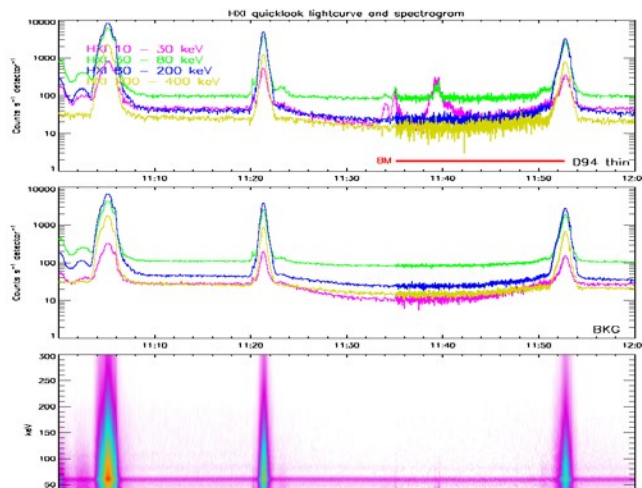 HXI quicklook lightcurve and spectrogram
10000
1000
100
10
1
Counts s⁻¹ detector⁻¹
HXI 10 – 30 keV
HXI 30 – 80 keV
HXI 80 – 200 keV
– 400 keV
BM
D94 thin
11:10 11:20 11:30 11:40 11:50 12:0
10000
1000
100
10
1
Counts s⁻¹ detector⁻¹
BKG
11:10 11:20 11:30 11:40 11:50 12:0
300
250
200
150
100
50
keV